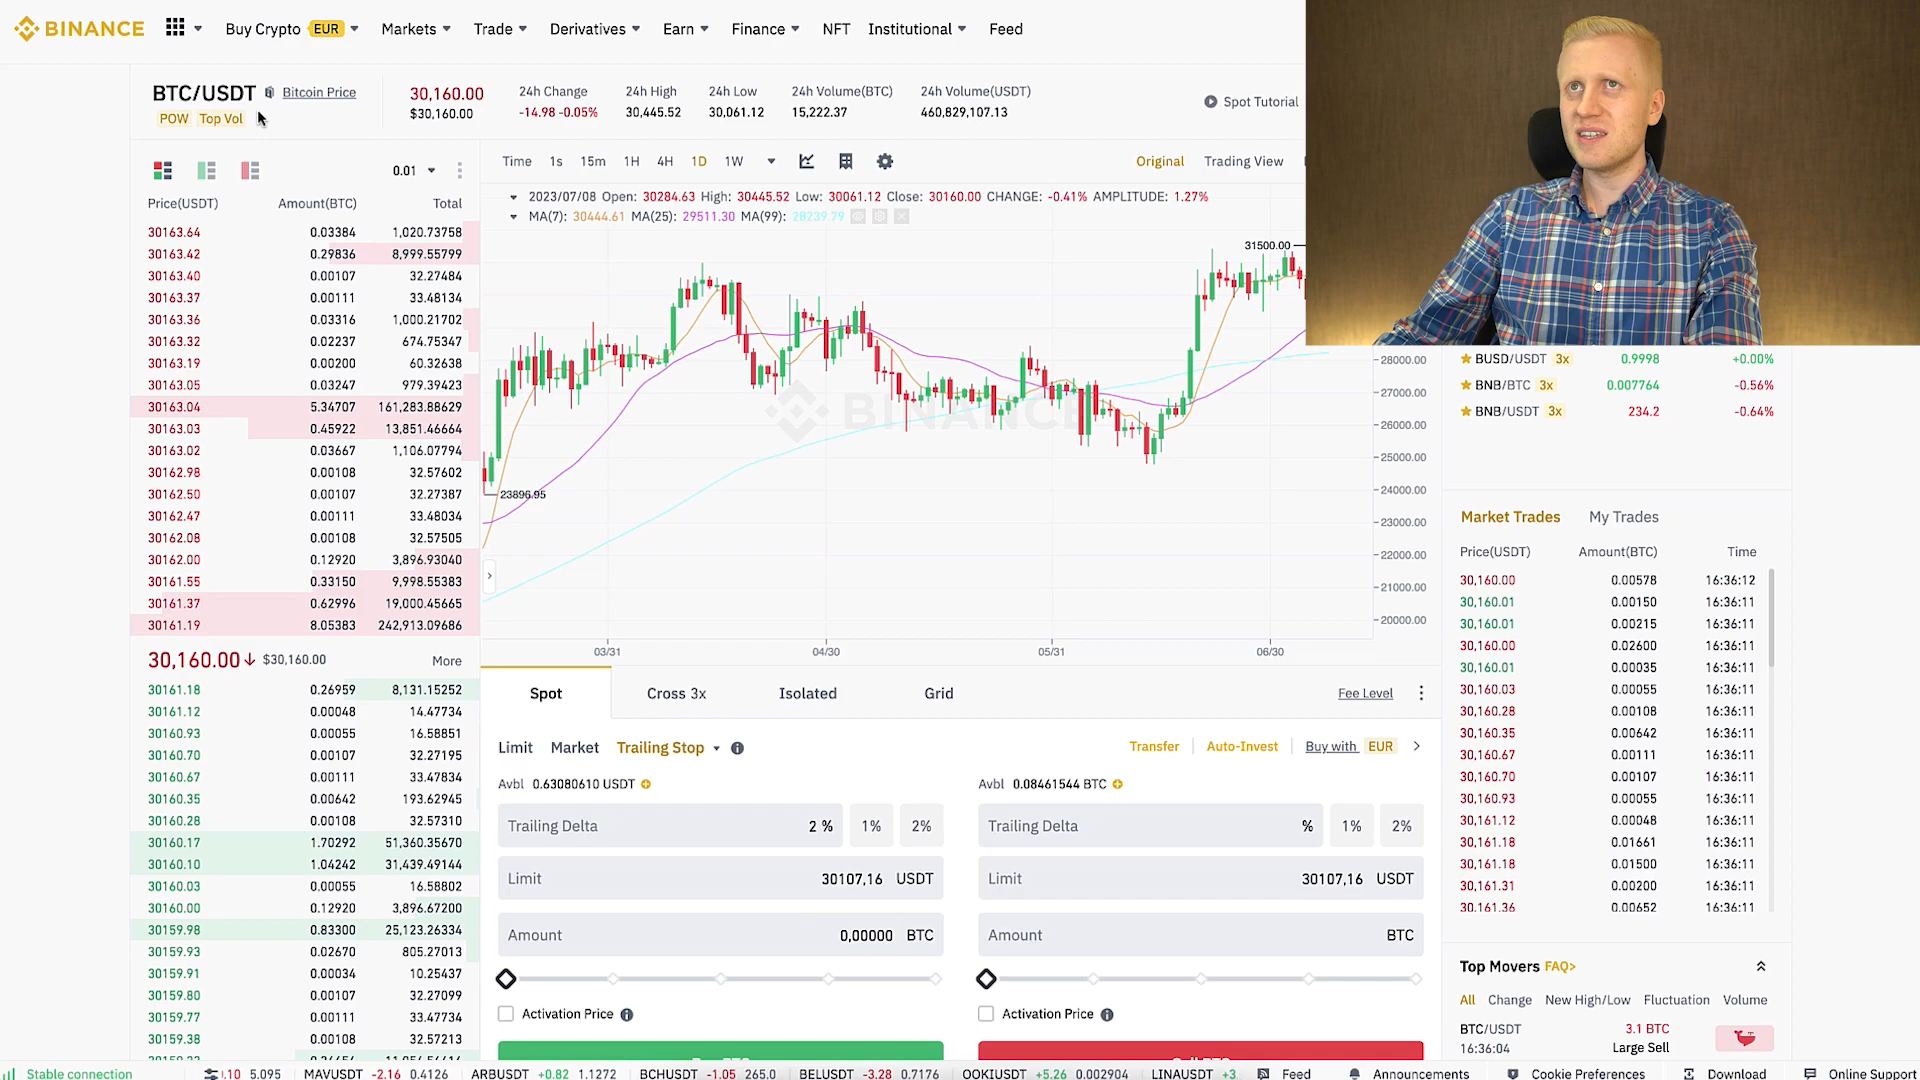 BINANCE
Buy Crypto EUR Markets Trade Derivatives Earn Finance NFT Institutional Feed
BTC/USDT Bitcoin Price
POW Top Vol
30,160.00
$30,160.00
24h Change
-14.98 -0.05%
24h High
30,445.52
24h Low
30,061.12
24h Volume(BTC)
15,222.37
24h Volume(USDT)
460,829,107.13
Spot Tutorial
0.01
Price(USDT) Amount(BTC) Total
30163.64 0.03384 1,020.73758
30163.42 0.29836 8,999.55799
30163.40 0.00107 32.27484
30163.37 0.00111 33.48134
30163.36 0.03316 1,000.21702
30163.32 0.02237 674.75347
30163.19 0.00200 60.32638
30163.05 0.03247 979.39423
30163.04 5.34707 161,283.88629
30163.03 0.45922 13,851.46664
30163.02 0.03667 1,106.07794
30162.98 0.00108 32.57602
30162.50 0.00107 32.27387
30162.47 0.00111 33.48034
30162.08 0.00108 32.57505
30162.00 0.12920 3,896.93040
30161.55 0.33150 9,998.55383
30161.37 0.62996 19,000.45665
30161.19 8.05383 242,913.09686
30,160.00 $30,160.00 More
30161.18 0.26959 8,131.15252
30161.12 0.00048 14.47734
30160.93 0.00055 16.58851
30160.70 0.00107 32.27195
30160.67 0.00111 33.47834
30160.35 0.00642 193.62945
30160.28 0.00108 32.57310
30160.17 1.70292 51,360.35670
30160.10 1.04242 31,439.49144
30160.03 0.00055 16.58802
30160.00 0.12920 3,896.67200
30159.98 0.83300 25,123.26334
30159.93 0.02670 805.27013
30159.91 0.00034 10.25437
30159.80 0.00107 32.27099
30159.77 0.00111 33.47734
30159.38 0.00108 32.57213
Time 1s 15m 1H 4H 1D 1W Original Trading View
2023/07/08 Open: 30284.63 High: 30445.52 Low: 30061.12 Close: 30160.00 CHANGE: -0.41% AMPLITUDE: 1.27%
MA(7): 30444.61 MA(25): 29511.30 MA(99): 28239.79
31500.00
23896.95
BINANCE
28000.00
27000.00
26000.00
25000.00
24000.00
23000.00
22000.00
21000.00
20000.00
03/31 04/30 05/31 06/30
Spot Cross 3x Isolated Grid Fee Level
Limit Market Trailing Stop Transfer Auto-Invest Buy with EUR
Avbl 0.63080610 USDT
Trailing Delta 2 % 1% 2%
Limit 30107,16 USDT
Amount 0,00000 BTC
Activation Price
Avbl 0.08461544 BTC
Trailing Delta % 1% 2%
Limit 30107,16 USDT
Amount BTC
Activation Price
BUSD/USDT 3x 0.9998 +0.00%
BNB/BTC 3x 0.007764 -0.56%
BNB/USDT 3x 234.2 -0.64%
Market Trades My Trades
Price(USDT) Amount(BTC) Time
30,160.00 0.00578 16:36:12
30,160.01 0.00150 16:36:11
30,160.01 0.00215 16:36:11
30,160.00 0.02600 16:36:11
30,160.01 0.00035 16:36:11
30,160.03 0.00055 16:36:11
30,160.28 0.00108 16:36:11
30,160.35 0.00642 16:36:11
30,160.67 0.00111 16:36:11
30,160.70 0.00107 16:36:11
30,160.93 0.00055 16:36:11
30,161.12 0.00048 16:36:11
30,161.18 0.01661 16:36:11
30,161.18 0.01500 16:36:11
30,161.31 0.00200 16:36:11
30,161.36 0.00652 16:36:11
Top Movers FAQ>
All Change New High/Low Fluctuation Volume
BTC/USDT 3.1 BTC
16:36:04 Large Sell
Stable connection .10 5.095 MAVUSDT -2.16 0.4126 ARBUSDT +0.82 1.1272 BCHUSDT -1.05 265.0 BELUSDT -3.28 0.7176 OOKIUSDT +5.26 0.002904 LINAUSDT +3. Feed Announcements Cookie Preferences Download Online Support